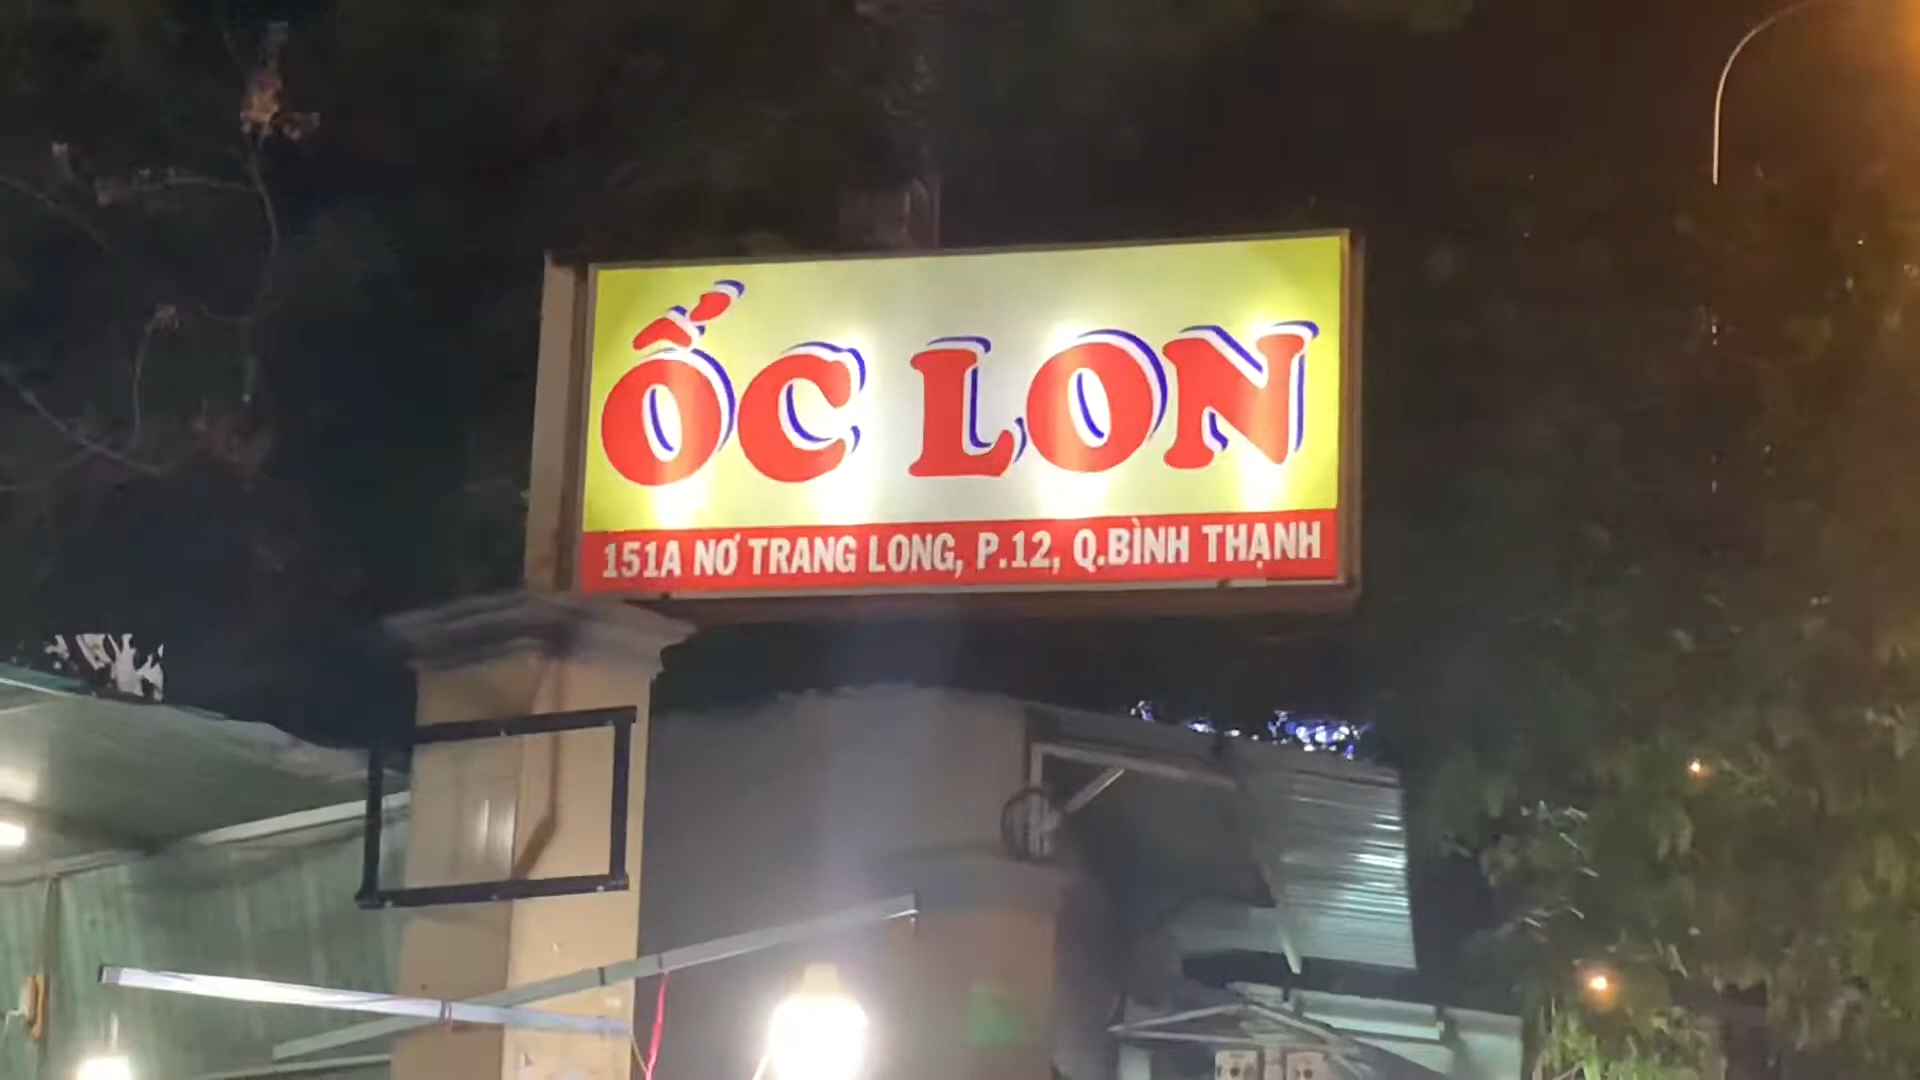 ỐC LON
151A NƠ TRANG LONG, P.12, Q.BÌNH THẠNH